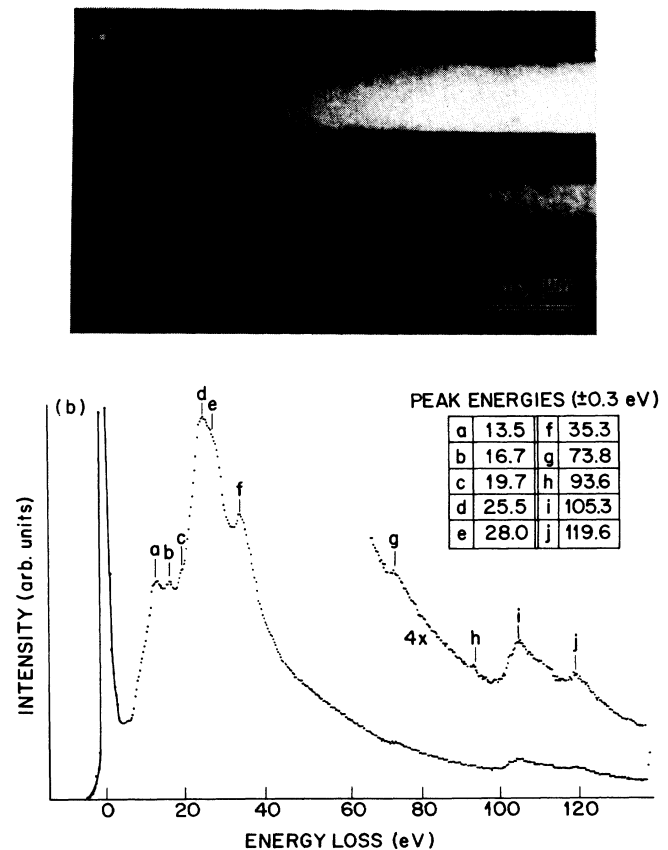 (b)
d
e
PEAK ENERGIES (±0.3 eV)
a 13.5 f 35.3
b 16.7 g 73.8
c 19.7 h 93.6
d 25.5 i 105.3
e 28.0 j 119.6
f
a b c
g
4x
h
i
j
INTENSITY (arb. units)
0 20 40 60 80 100 120
ENERGY LOSS (eV)